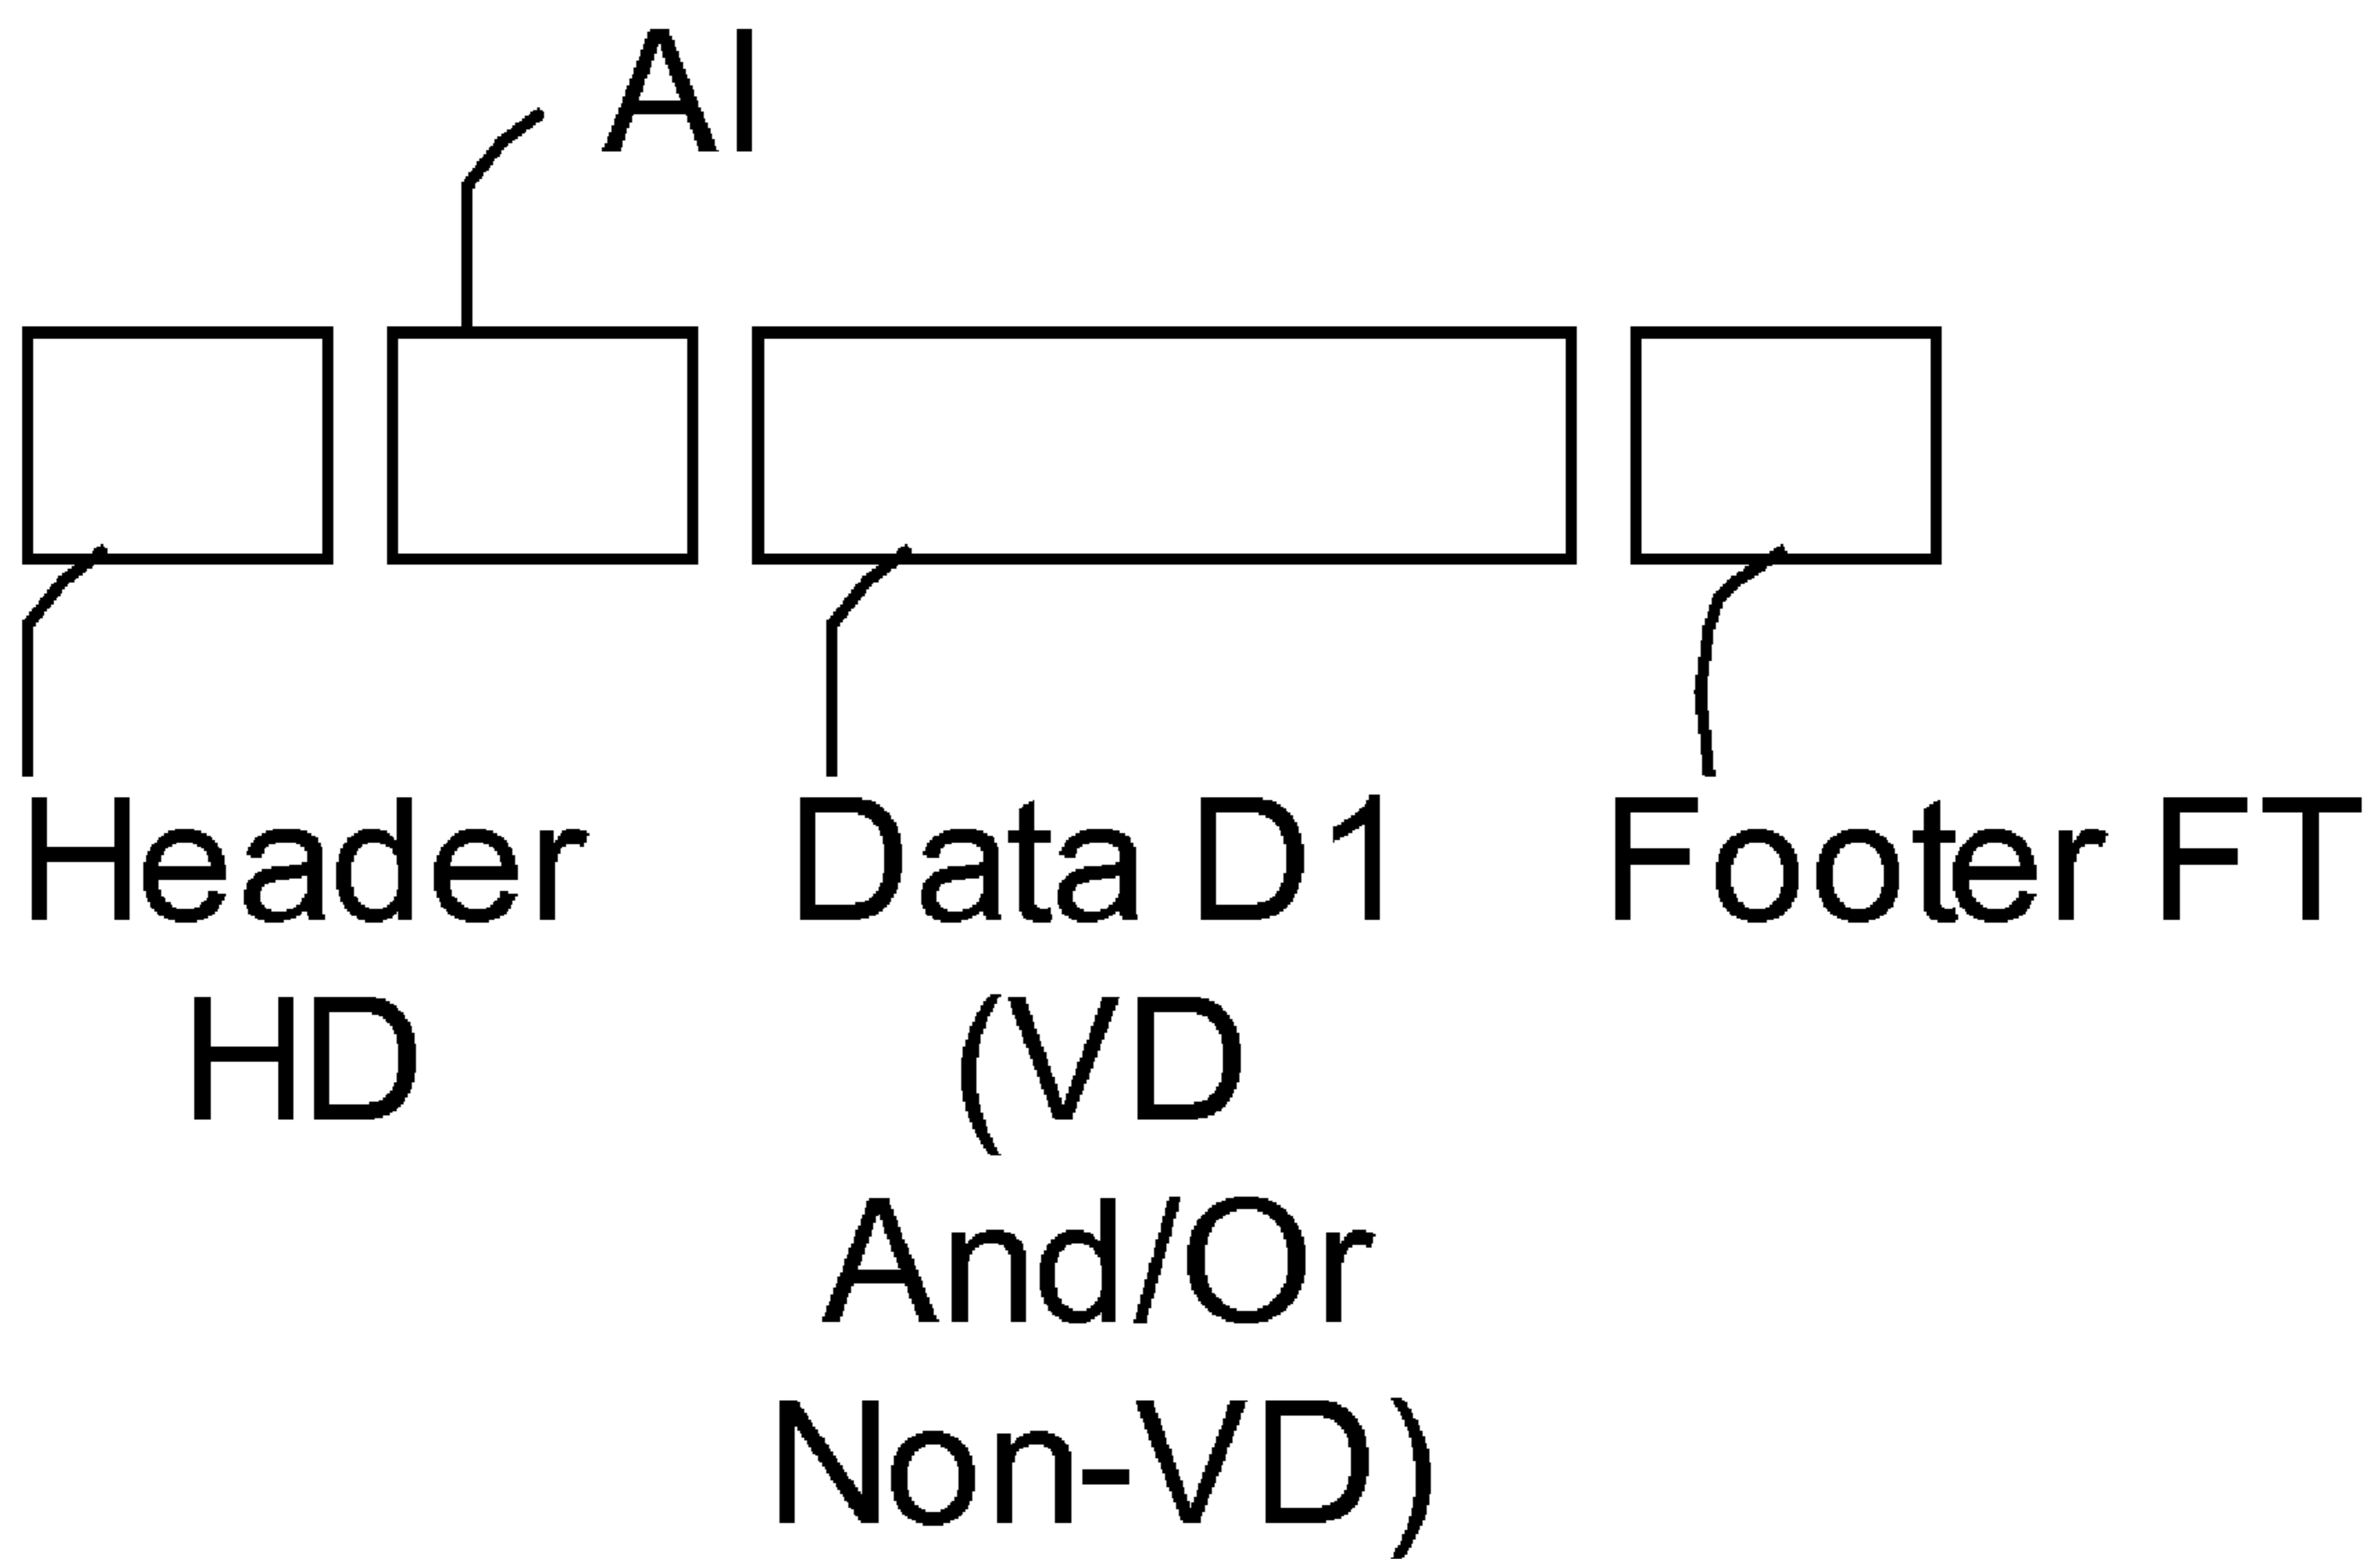 AI
Header
HD
Data D1
(VD
And/Or
Non-VD)
Footer FT